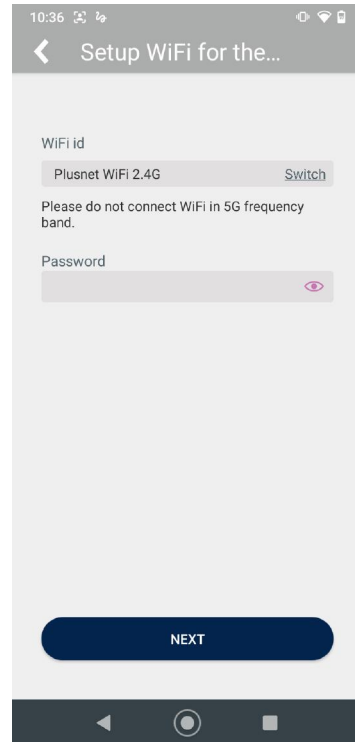 10:36
Setup WiFi for the...
WiFi id
Plusnet WiFi 2.4G Switch
Please do not connect WiFi in 5G frequency
band.
Password
NEXT